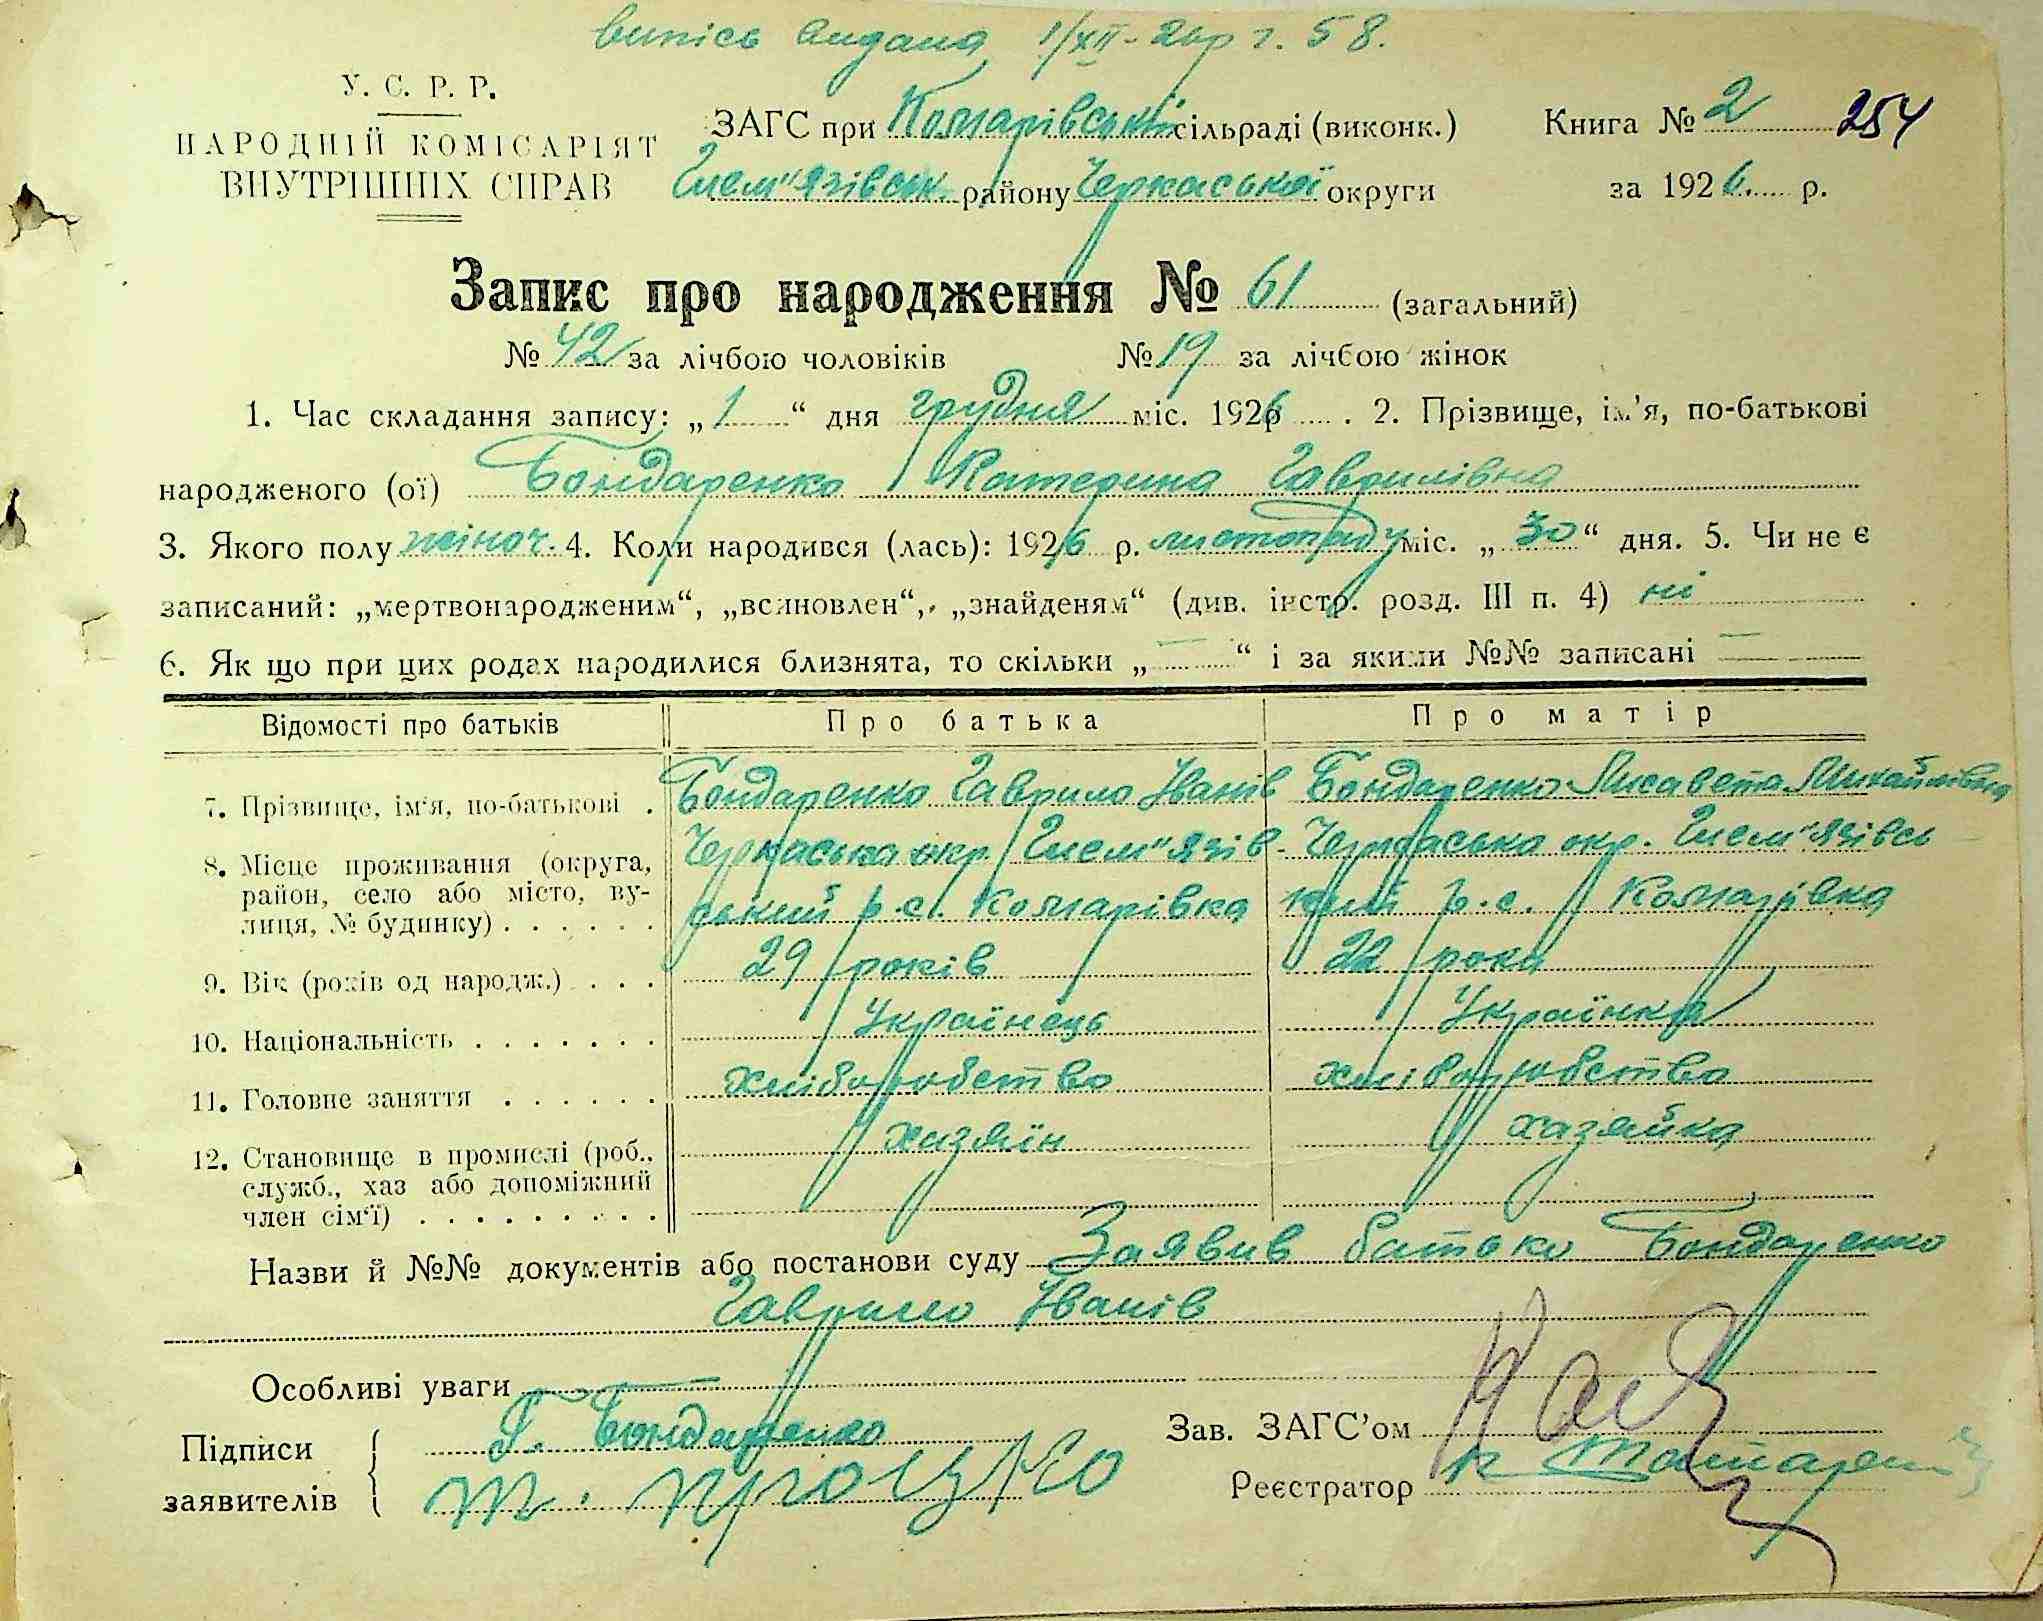 випісь видана 1/XII-го р. 58.
У. С. Р. Р.
НАРОДНІЙ КОМІСАРІЯТ
ВНУТРІШНІХ СПРАВ
ЗАГС при Комарівській сільраді (виконк.) Книга № 2 254
Гельм"язівськ. району Черкаської округи за 1926 р.
Запис про народження № 61 (загальний)
№ 42 за лічбою чоловіків № 19 за лічбою жінок
1. Час складання запису: „1“ дня грудня міс. 1926 . 2. Прізвище, ім'я, по-батькові
народженого (ої) Бондаренко Катерина Гаврилівна
3. Якого полу жіноч. 4. Коли народився (лась): 1926 р. листопаду міс. „30“ дня. 5. Чи не є
записаний: „мертвонародженим“, „всиновлен“, „знайденям“ (див. інстр. розд. III п. 4) ні
6. Як що при цих родах народилися близнята, то скільки „—“ і за якими №№ записані —
Відомості про батьків Про батька Про матір
7. Прізвище, ім'я, по-батькові . Бондаренко Гаврило Іванів Бондаренко Лисавета Михайлівна
8. Місце проживання (округа, район, село або місто, вулиця, № будинку) . . . . . .
Черкаська окр. Гельм"язів- Черкаська окр. Гельм"язівсь
ський р. с. Комарівка кий р. с. Комарівка
9. Вік (років од народж.) . . . 29 років 22 роки
10. Національність . . . . . . . Українець Українка
11. Головне заняття . . . . . . хліборобство хліборобство
12. Становище в промислі (роб., хазяїн хазяйка
служб., хаз або допоміжний
член сім'ї) . . . . . . . . .
Назви й №№ документів або постанови суду Заявив батько Бондаренко
Гаврило Іванів
Особливі уваги —
Підписи заявителів Г. Бондаренко
Т. Процко
Зав. ЗАГС'ом
Реєстратор